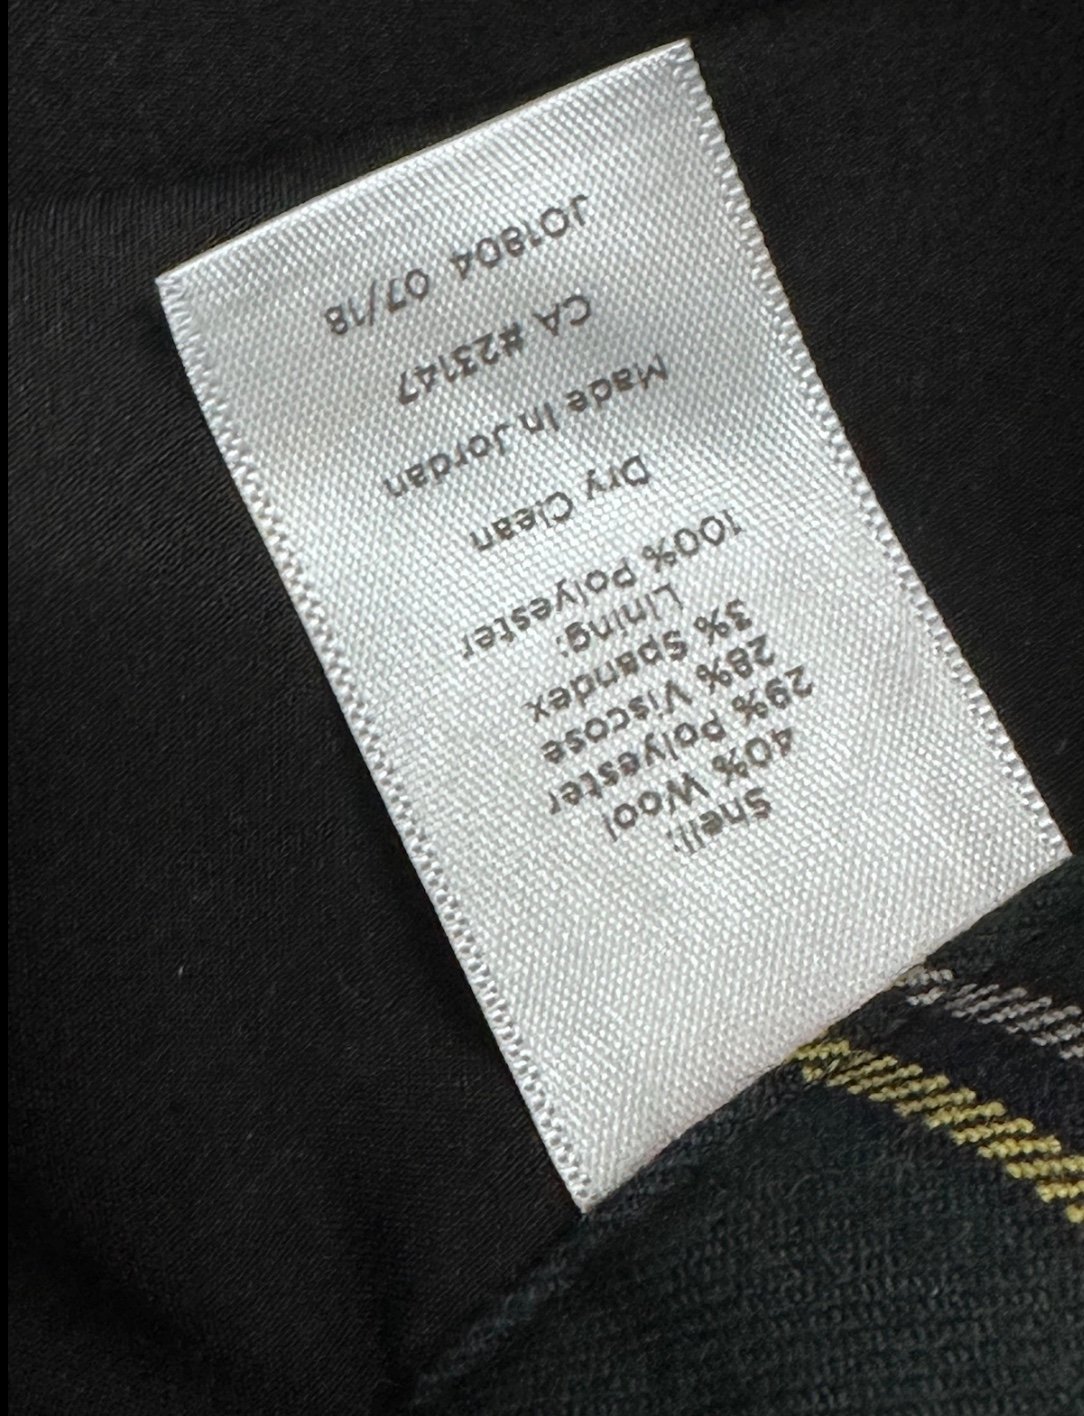 Shell:
40% Wool
29% Polyester
28% Viscose
3% Spandex
Lining:
100% Polyester
Dry Clean
Made In Jordan
CA #23147
JO1804 07/18